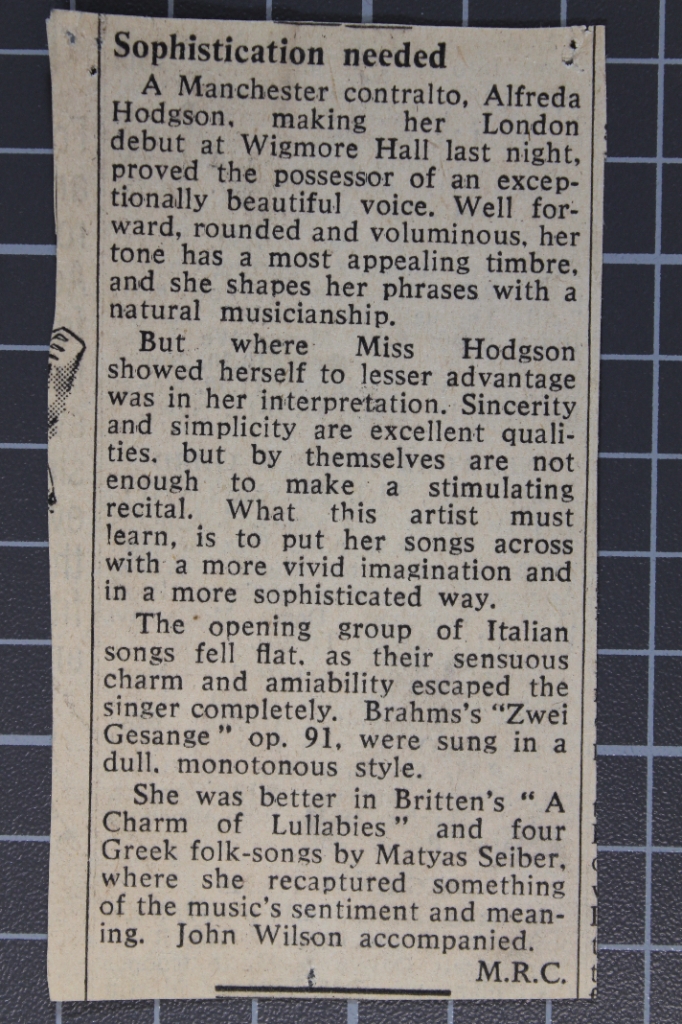 Sophistication needed
A Manchester contralto, Alfreda
Hodgson, making her London
debut at Wigmore Hall last night,
proved the possessor of an excep-
tionally beautiful voice. Well for-
ward, rounded and voluminous, her
tone has a most appealing timbre,
and she shapes her phrases with a
natural musicianship.
But where Miss Hodgson
showed herself to lesser advantage
was in her interpretation. Sincerity
and simplicity are excellent quali-
ties, but by themselves are not
enough to make a stimulating
recital. What this artist must
learn, is to put her songs across
with a more vivid imagination and
in a more sophisticated way.
The opening group of Italian
songs fell flat, as their sensuous
charm and amiability escaped the
singer completely. Brahms's "Zwei
Gesange" op. 91, were sung in a
dull, monotonous style.
She was better in Britten's "A
Charm of Lullabies" and four
Greek folk-songs by Matyas Seiber,
where she recaptured something
of the music's sentiment and mean-
ing. John Wilson accompanied.
M.R.C.